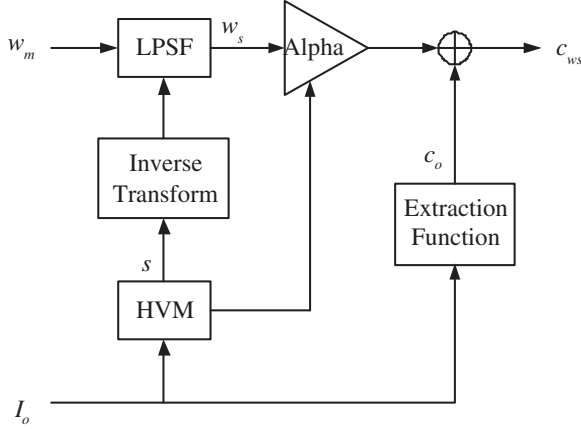 w_m
LPSF
w_s
Alpha
c_ws
Inverse
Transform
c_o
Extraction
Function
s
HVM
I_o